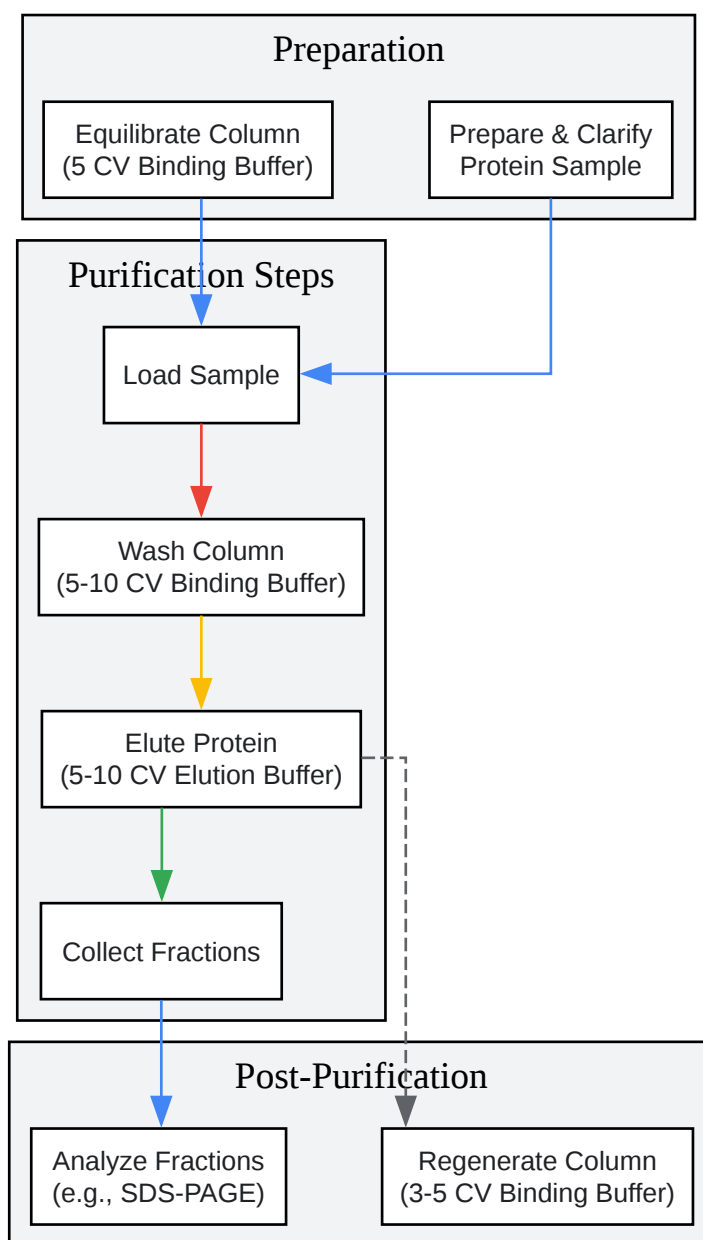 Preparation
Equilibrate Column
(5 CV Binding Buffer)
Prepare & Clarify
Protein Sample
Purification Steps
Load Sample
Wash Column
(5-10 CV Binding Buffer)
Elute Protein
(5-10 CV Elution Buffer)
Collect Fractions
Post-Purification
Analyze Fractions
(e.g., SDS-PAGE)
Regenerate Column
(3-5 CV Binding Buffer)